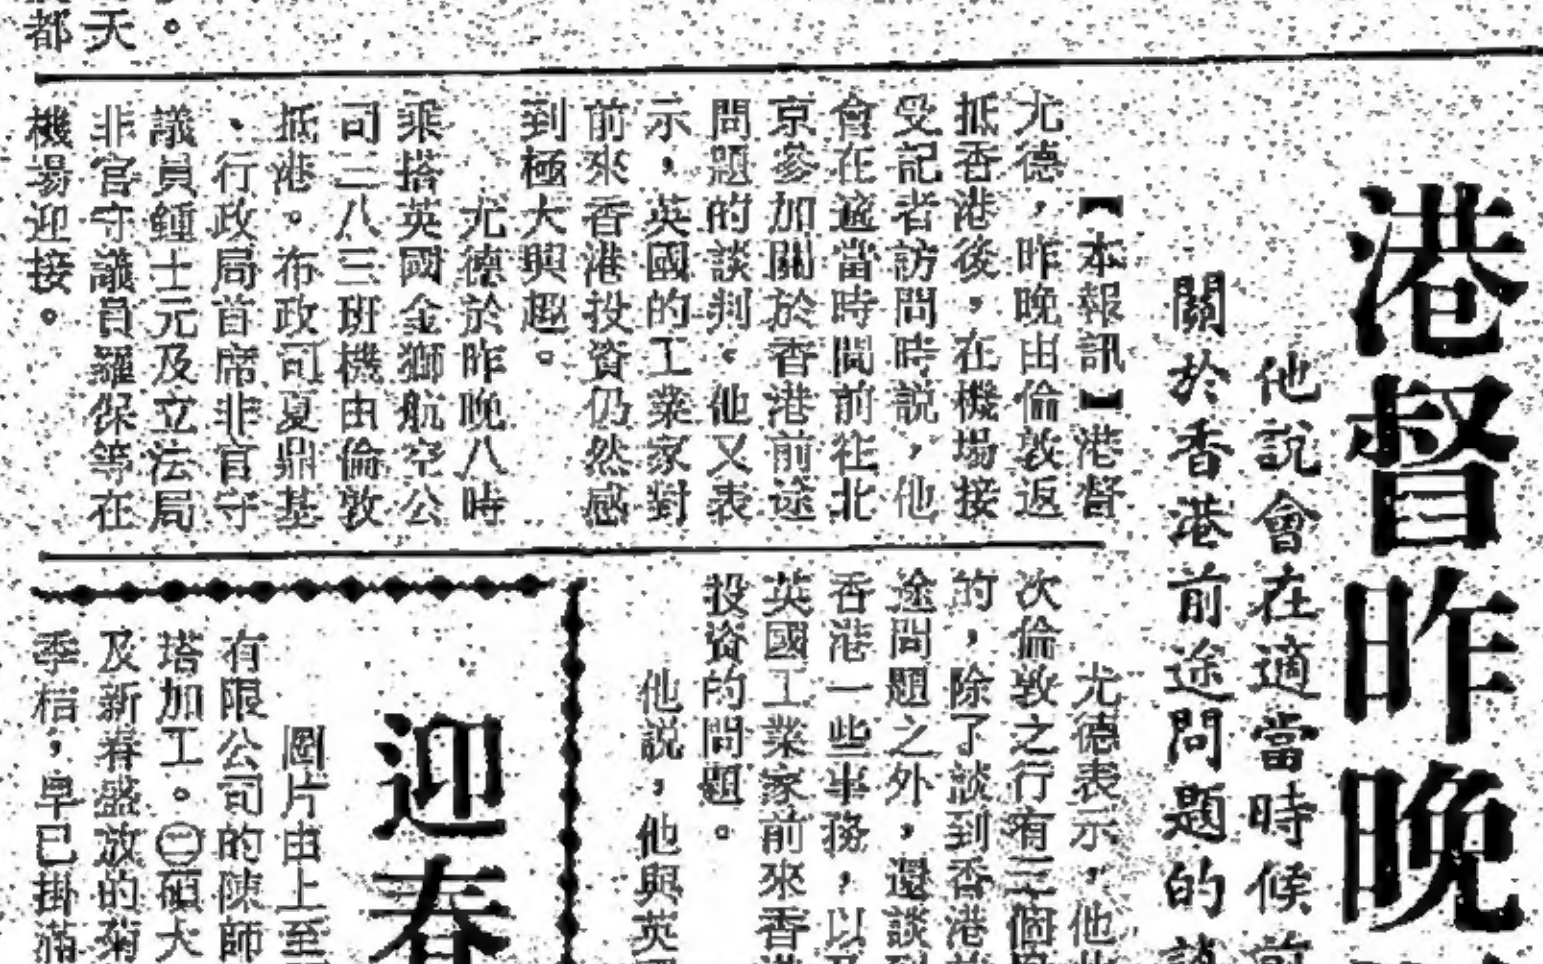 港督昨晚
他說會在適當時候前
關於香港前途問題的談
【本報訊】港督
尤德，昨晚由倫敦返
抵香港後，在機場接
受記者訪問時說，他
會在適當時間前往北
京參加關於香港前途
問題的談判。他又表
示，英國的工業家對
前來香港投資仍然感
到極大興趣。
尤德於昨晚八時
乘搭英國金獅航空公
司二八三班機由倫敦
抵港。布政司夏鼎基
、行政局首席非官守
議員鍾士元及立法局
非官守議員羅保等在
機場迎接。
尤德表示，他此
次倫敦之行有三個
的，除了談到香港前
途問題之外，還談到
香港一些事務，以及
英國工業家前來香港
投資的問題。
他說，他與英國
迎春
圖片由上至
有限公司的陳師
塔加工。㊁碩大
及新春盛放的菊
季桔，早已掛滿
。
天
都